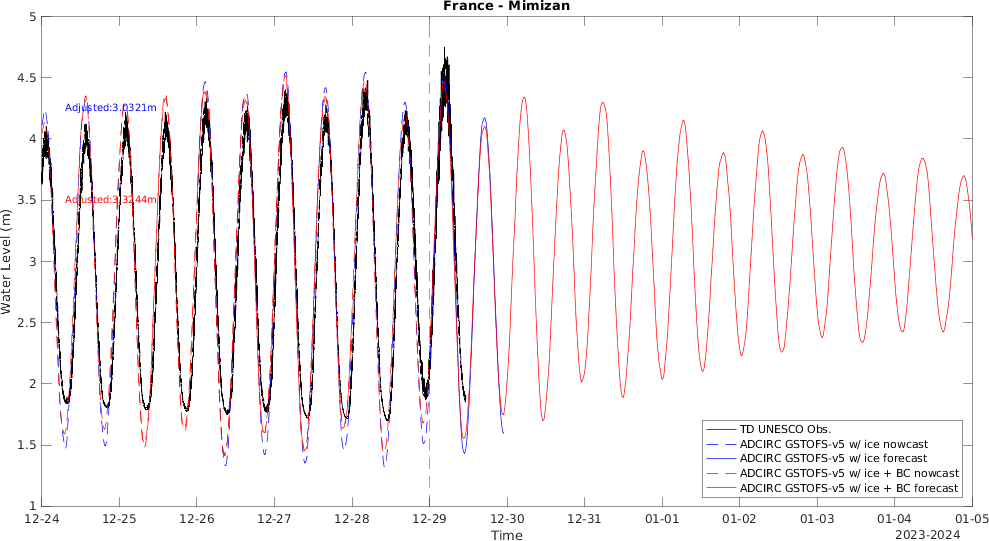 France - Mimizan
Water Level (m)
5
4.5
4
3.5
3
2.5
2
1.5
1
Adjusted:3.0321m
Adjusted:3.3244m
TD UNESCO Obs.
ADCIRC GSTOFS-v5 w/ ice nowcast
ADCIRC GSTOFS-v5 w/ ice forecast
ADCIRC GSTOFS-v5 w/ ice + BC nowcast
ADCIRC GSTOFS-v5 w/ ice + BC forecast
12-24 12-25 12-26 12-27 12-28 12-29 12-30 12-31 01-01 01-02 01-03 01-04 01-05
Time
2023-2024